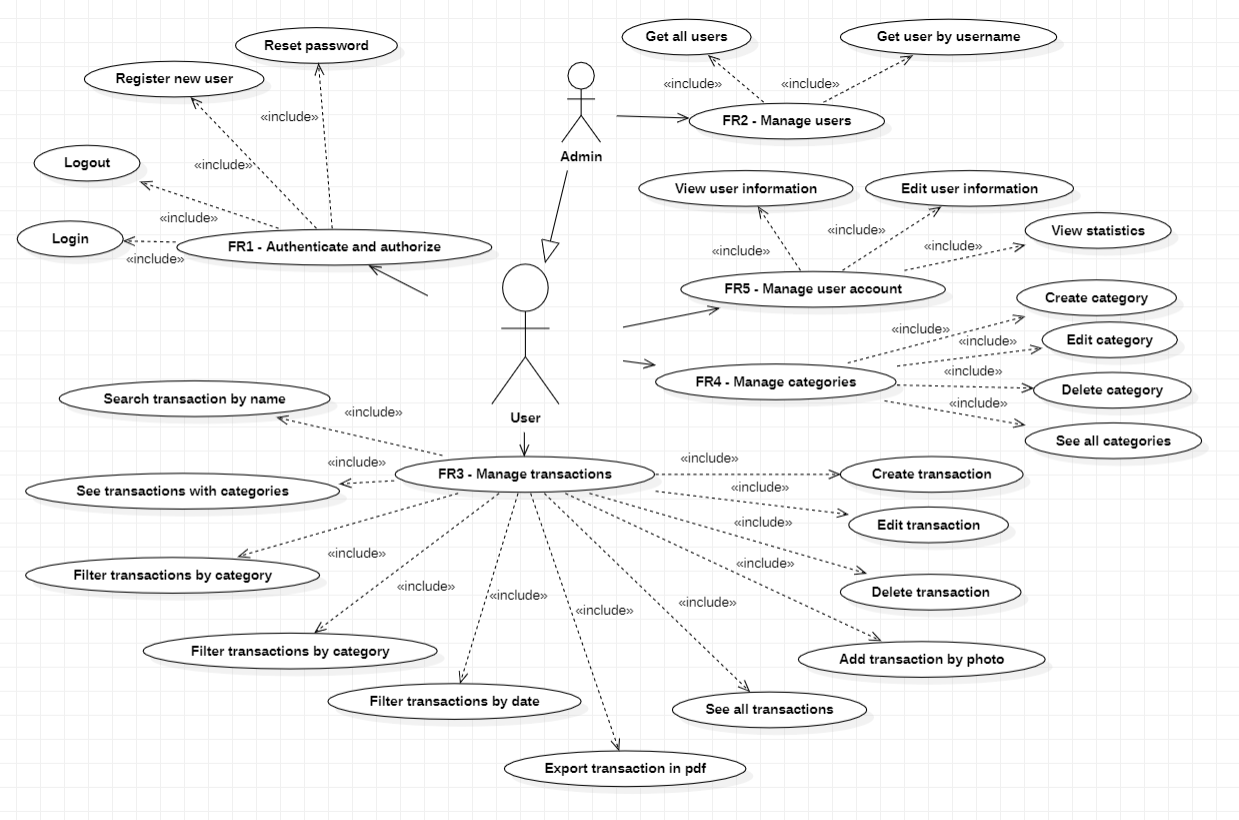 Get all users
Get user by username
Reset password
Register new user
«include»
«include»
«include»
FR2 - Manage users
Admin
«include»
Logout
View user information
Edit user information
«include»
Login
FR1 - Authenticate and authorize
«include»
«include»
«include»
«include»
View statistics
FR5 - Manage user account
Create category
«include»
«include»
Edit category
FR4 - Manage categories
«include»
Delete category
«include»
See all categories
User
Search transaction by name
«include»
«include»
FR3 - Manage transactions
«include»
Create transaction
See transactions with categories
«include»
Edit transaction
«include»
«include»
«include»
Filter transactions by category
«include»
«include»
«include»
«include»
Delete transaction
Filter transactions by category
Add transaction by photo
Filter transactions by date
See all transactions
Export transaction in pdf